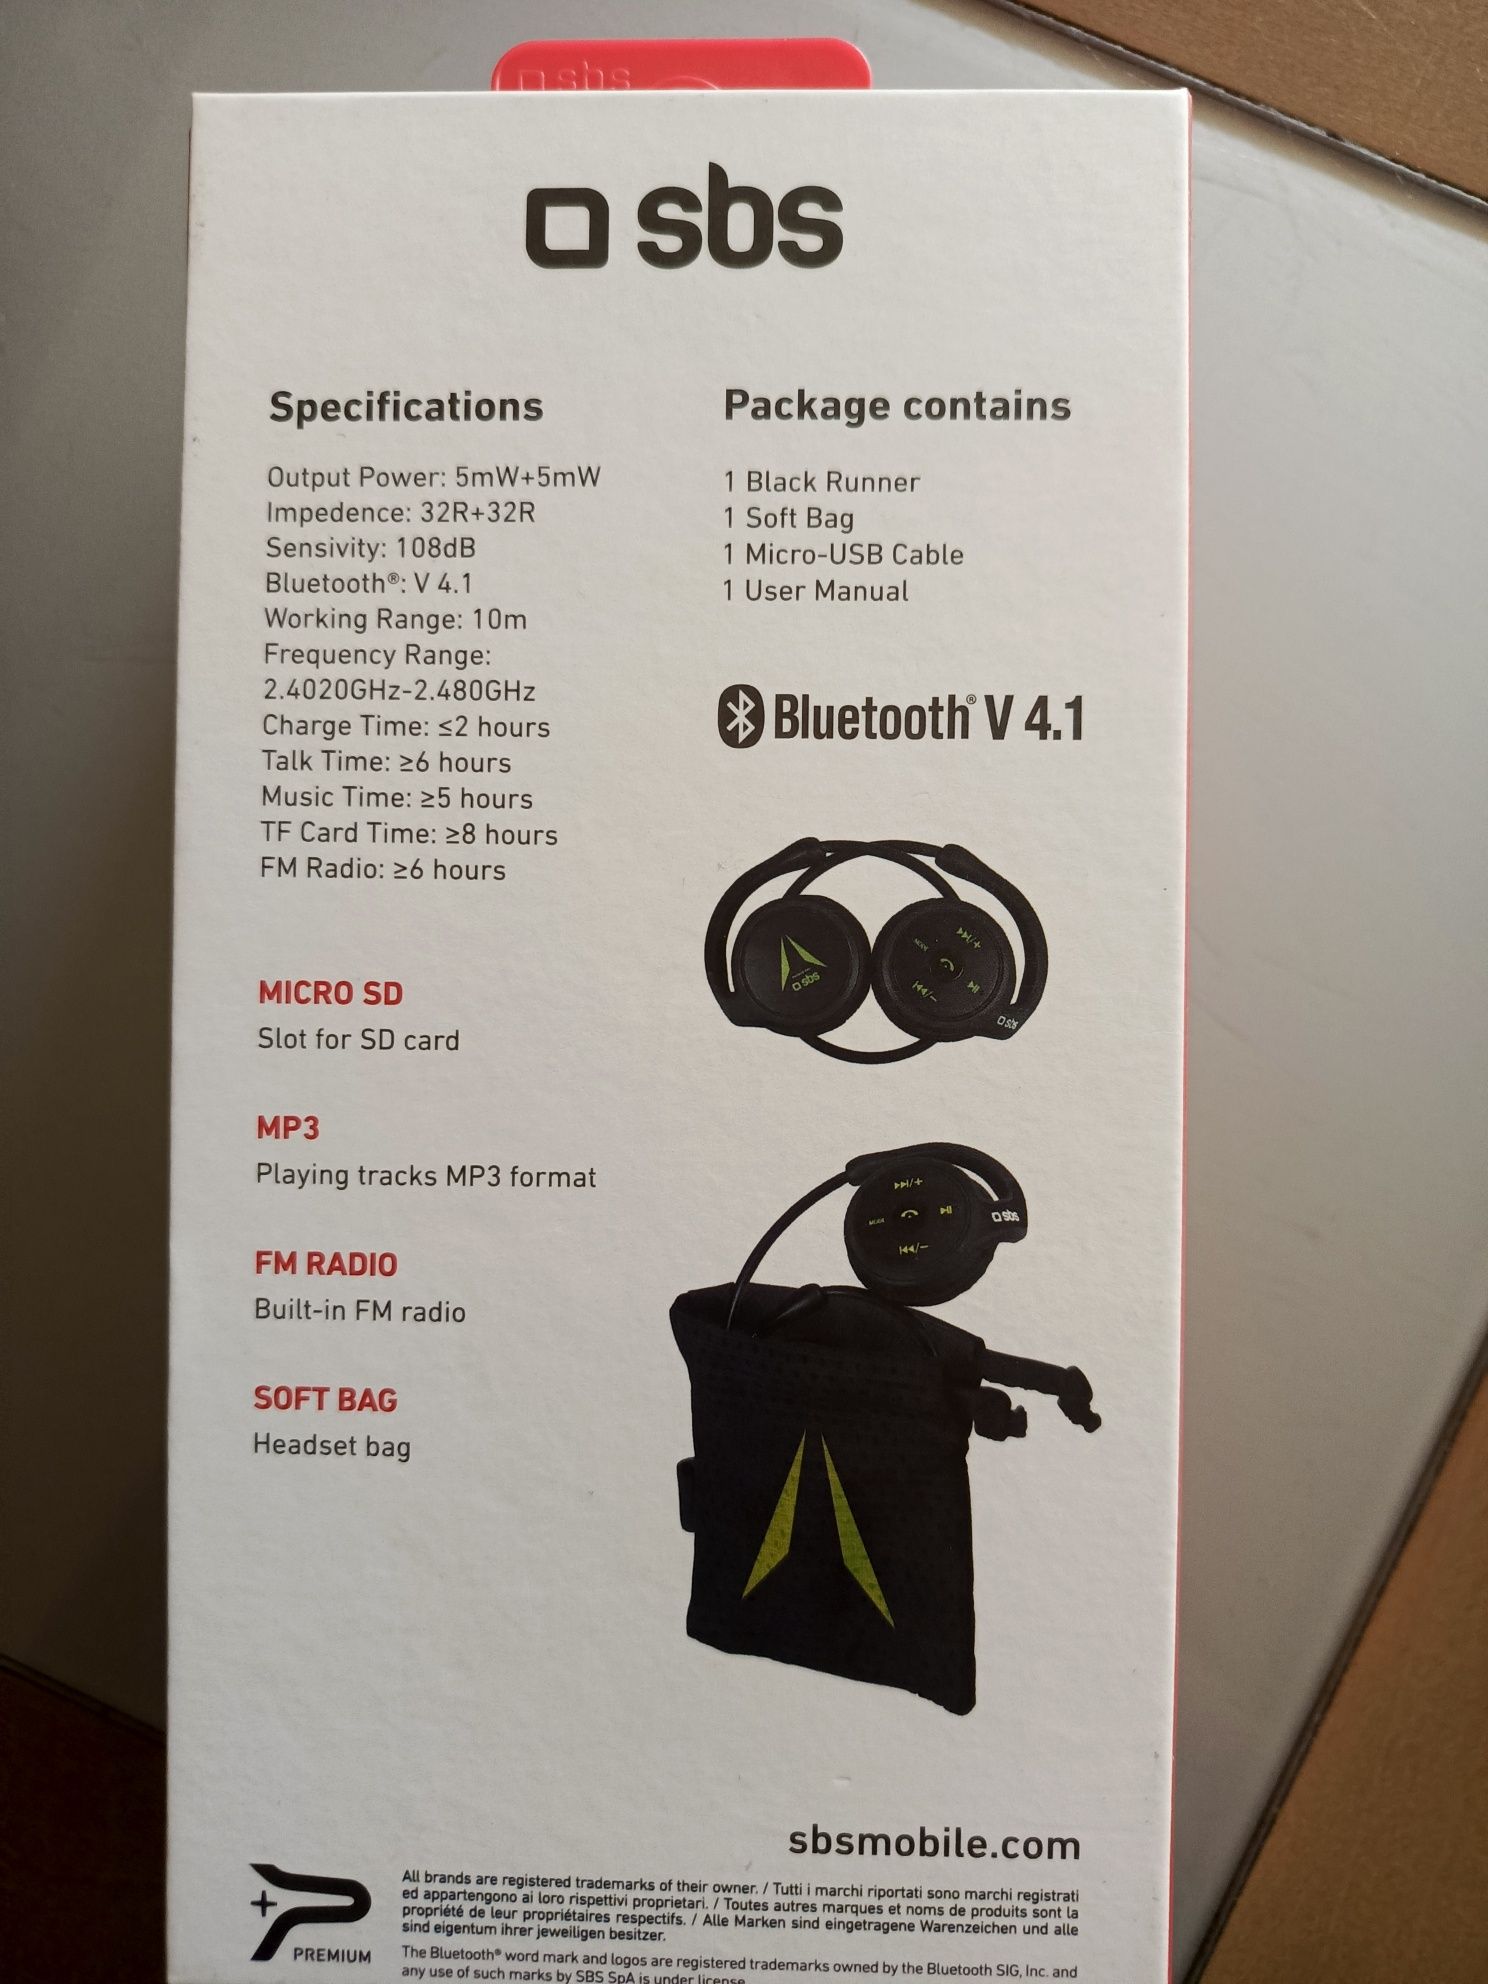 sbs
sbs
Specifications
Output Power: 5mW+5mW
Impedence: 32R+32R
Sensivity: 108dB
Bluetooth®: V 4.1
Working Range: 10m
Frequency Range:
2.4020GHz-2.480GHz
Charge Time: ≤2 hours
Talk Time: ≥6 hours
Music Time: ≥5 hours
TF Card Time: ≥8 hours
FM Radio: ≥6 hours
Package contains
1 Black Runner
1 Soft Bag
1 Micro-USB Cable
1 User Manual
Bluetooth® V 4.1
MICRO SD
Slot for SD card
MP3
Playing tracks MP3 format
FM RADIO
Built-in FM radio
SOFT BAG
Headset bag
sbs
MODE
sbs
MODE
sbs
sbsmobile.com
PREMIUM
All brands are registered trademarks of their owner. / Tutti i marchi riportati sono marchi registrati
ed appartengono ai loro rispettivi proprietari. / Toutes autres marques et noms de produits sont la
propriété de leur propriétaires respectifs. / Alle Marken sind eingetragene Warenzeichen und alle
sind eigentum ihrer jeweiligen besitzer.
The Bluetooth® word mark and logos are registered trademarks owned by the Bluetooth SIG, Inc. and
any use of such marks by SBS SpA is under license